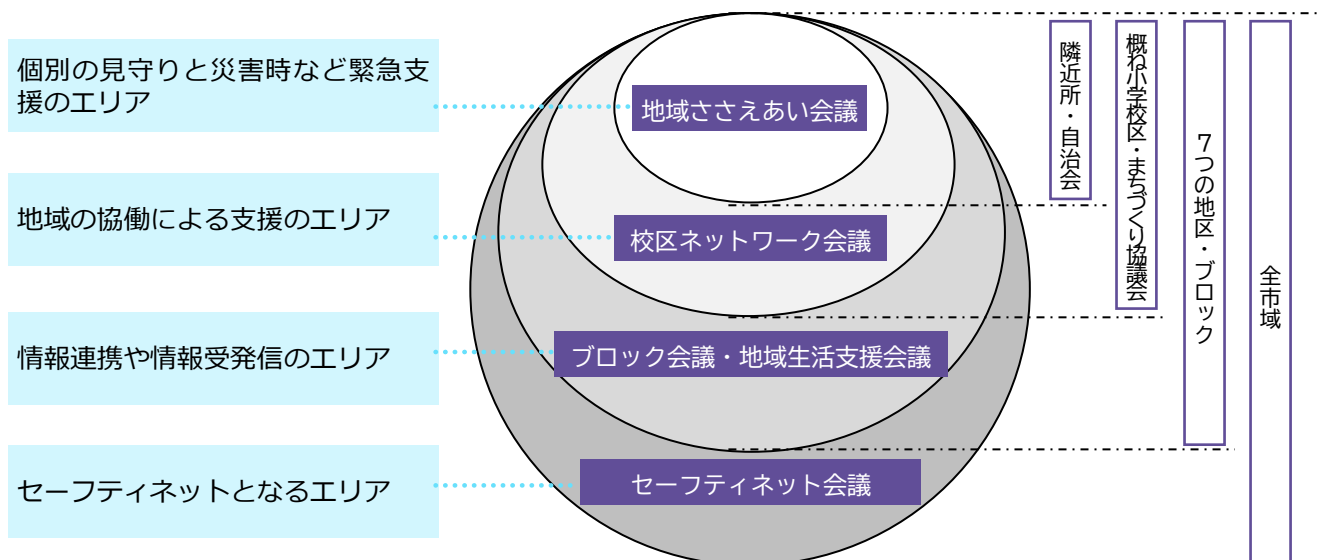 個別の見守りと災害時など緊急支
援のエリア
地域ささえあい会議
地域の協働による支援のエリア
校区ネットワーク会議
情報連携や情報受発信のエリア
ブロック会議・地域生活支援会議
セーフティネットとなるエリア
セーフティネット会議
隣近所・自治会
概ね小学校区・まちづくり協議会
7つの地区・ブロック
全市域